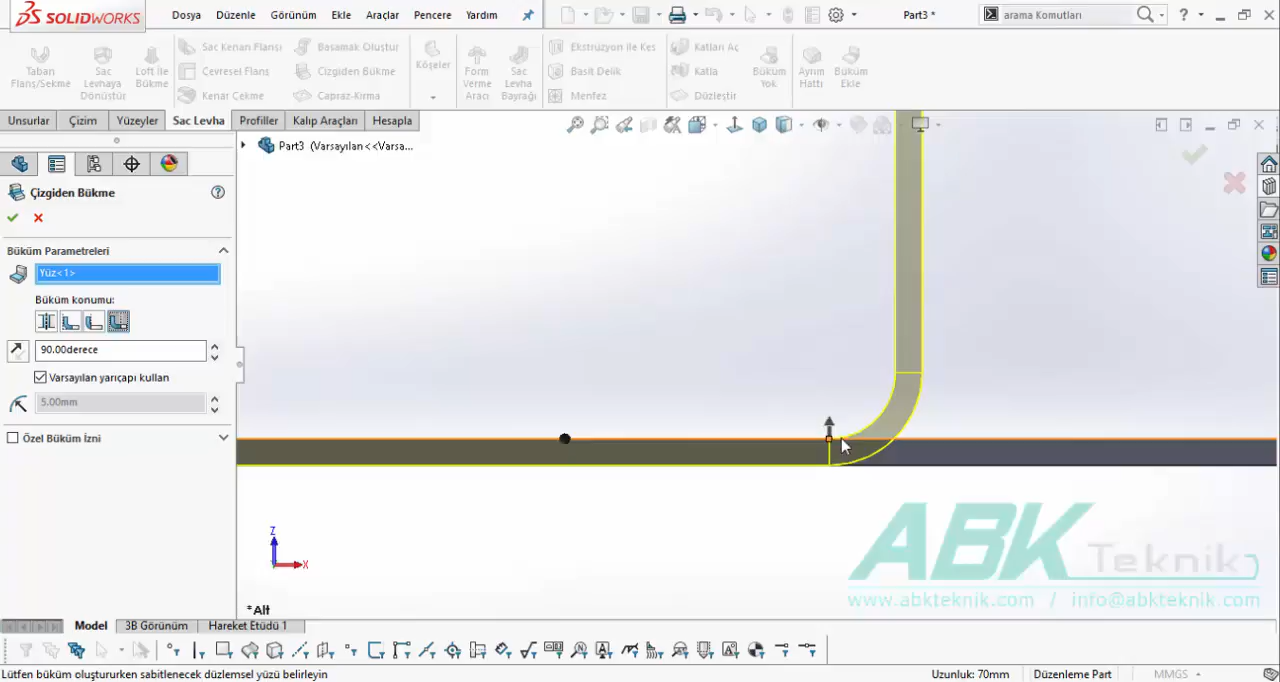 SOLIDWORKS
Dosya Düzenle Görünüm Ekle Araçlar Pencere Yardım
Part3 *
arama Komutları
Taban Flanş/Sekme
Sac Levhaya Dönüştür
Loft ile Bükme
Sac Kenarı Flanşı
Çevresel Flanş
Kenar Çekme
Basamak Oluştur
Çizgiden Bükme
Çapraz-Kırma
Köşeler
Form Verme Aracı
Sac Levha Bayrağı
Ekstrüzyon ile Kes
Basit Delik
Menfez
Katları Aç
Katla
Düzleştir
Büküm Yok
Ayrım Hattı
Büküm Ekle
Unsurlar Çizim Yüzeyler Sac Levha Profiller Kalıp Araçları Hesapla
Part3 (Varsayılan<<Varsa...
Çizgiden Bükme
Büküm Parametreleri
Yüz<1>
Büküm konumu:
90.00derece
Varsayılan yarıçapı kullan
5.00mm
Özel Büküm İzni
Z
X
*Alt
ABK
Teknik
www.abkteknik.com / info@abkteknik.com
Model 3B Görünüm Hareket Etüdü 1
Lütfen büküm oluştururken sabitlenecek düzlemsel yüzü belirleyin
Uzunluk: 70mm Düzenleme Part MMGS